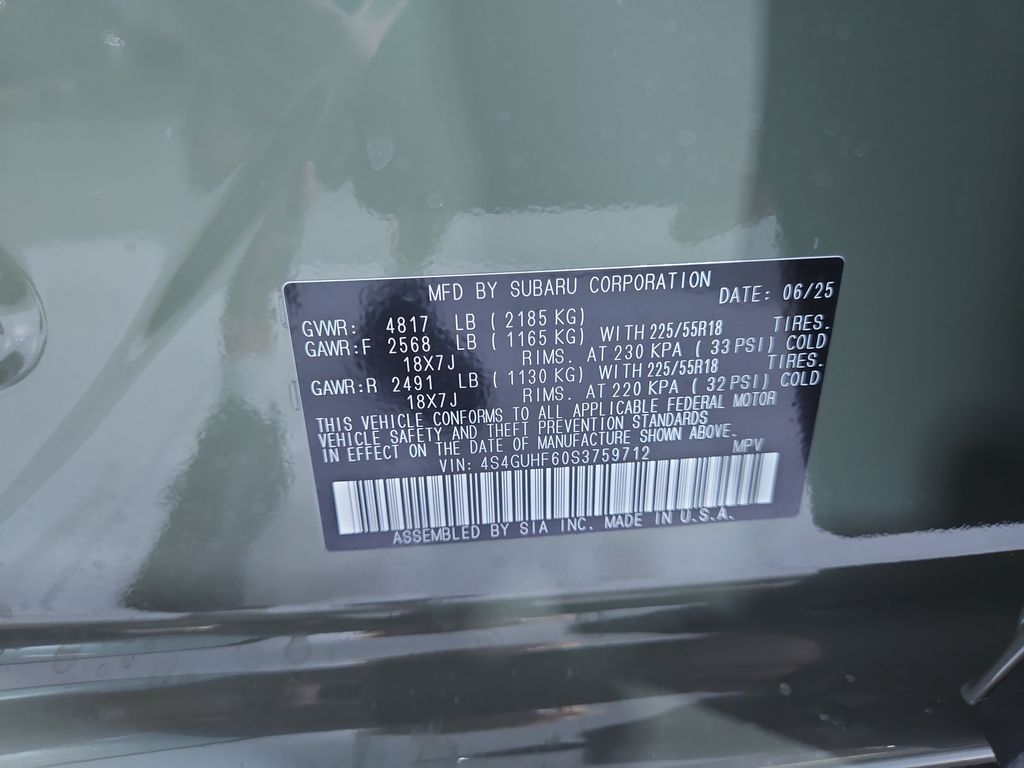 MFD BY SUBARU CORPORATION DATE: 06/25
GVWR: 4817 LB ( 2185 KG)
GAWR:F 2568 LB ( 1165 KG) WITH 225/55R18 TIRES.
18X7J RIMS. AT 230 KPA ( 33 PSI) COLD
GAWR:R 2491 LB ( 1130 KG) WITH 225/55R18 TIRES.
18X7J RIMS. AT 220 KPA ( 32 PSI) COLD
THIS VEHICLE CONFORMS TO ALL APPLICABLE FEDERAL MOTOR
VEHICLE SAFETY AND THEFT PREVENTION STANDARDS
IN EFFECT ON THE DATE OF MANUFACTURE SHOWN ABOVE.
VIN: 4S4GUHF60S3759712 MPV
ASSEMBLED BY SIA INC. MADE IN U.S.A.